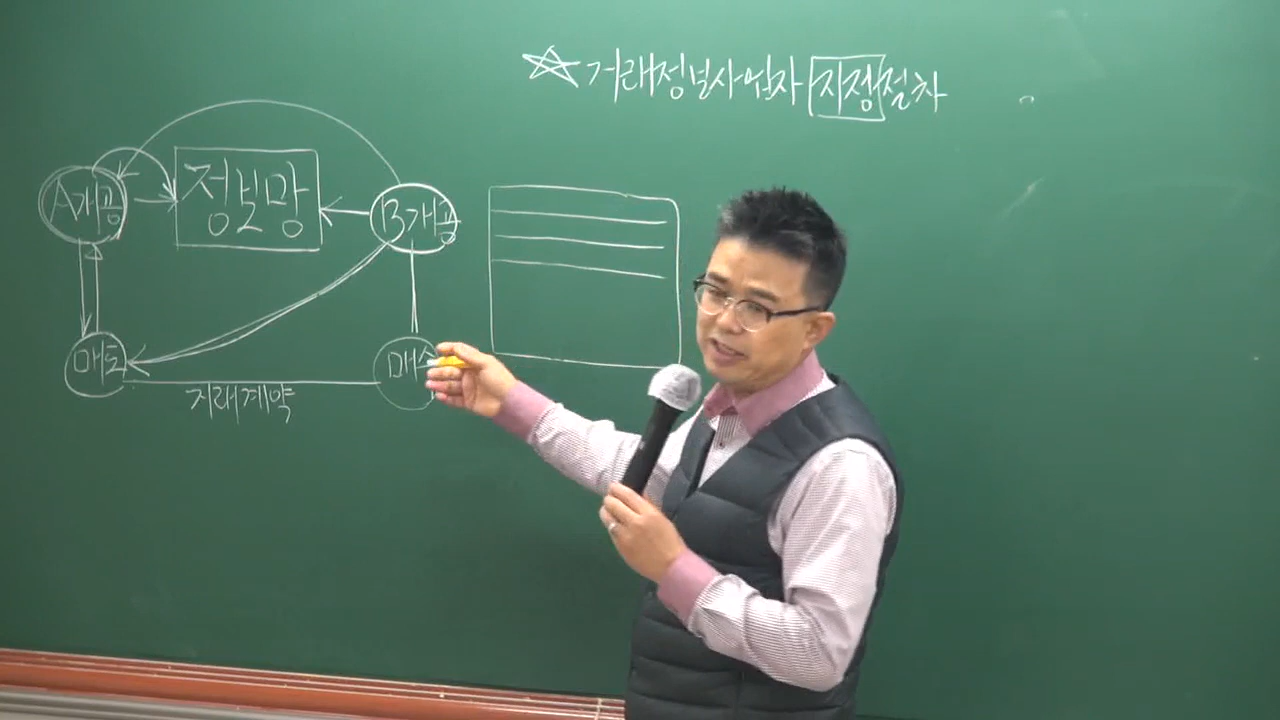 ☆ 거래정보사업자 지정절차
A개공
정보망
B개공
매도
매수
거래계약